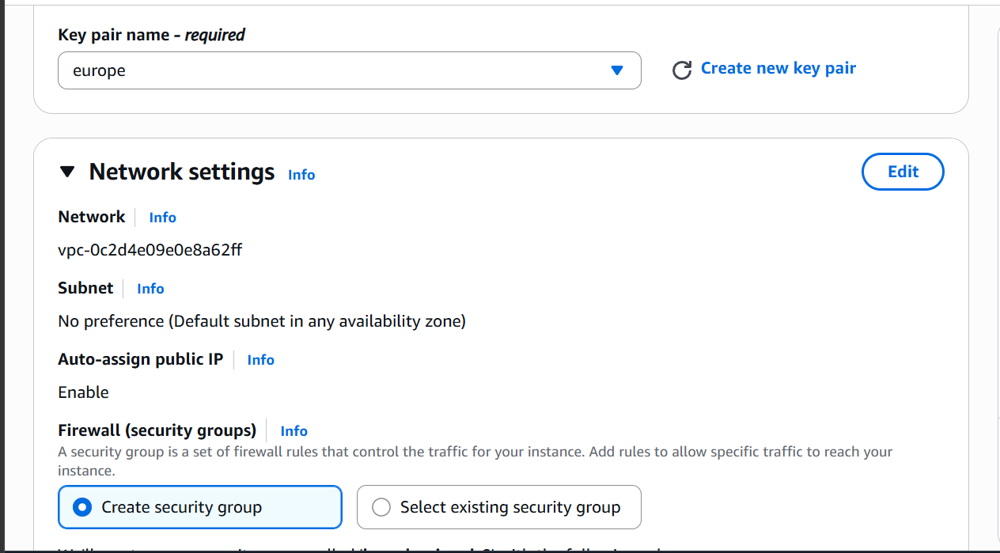 Key pair name - required
europe
Create new key pair
Network settings Info
Edit
Network Info
vpc-0c2d4e09e0e8a62ff
Subnet Info
No preference (Default subnet in any availability zone)
Auto-assign public IP Info
Enable
Firewall (security groups) Info
A security group is a set of firewall rules that control the traffic for your instance. Add rules to allow specific traffic to reach your
instance.
Create security group
Select existing security group